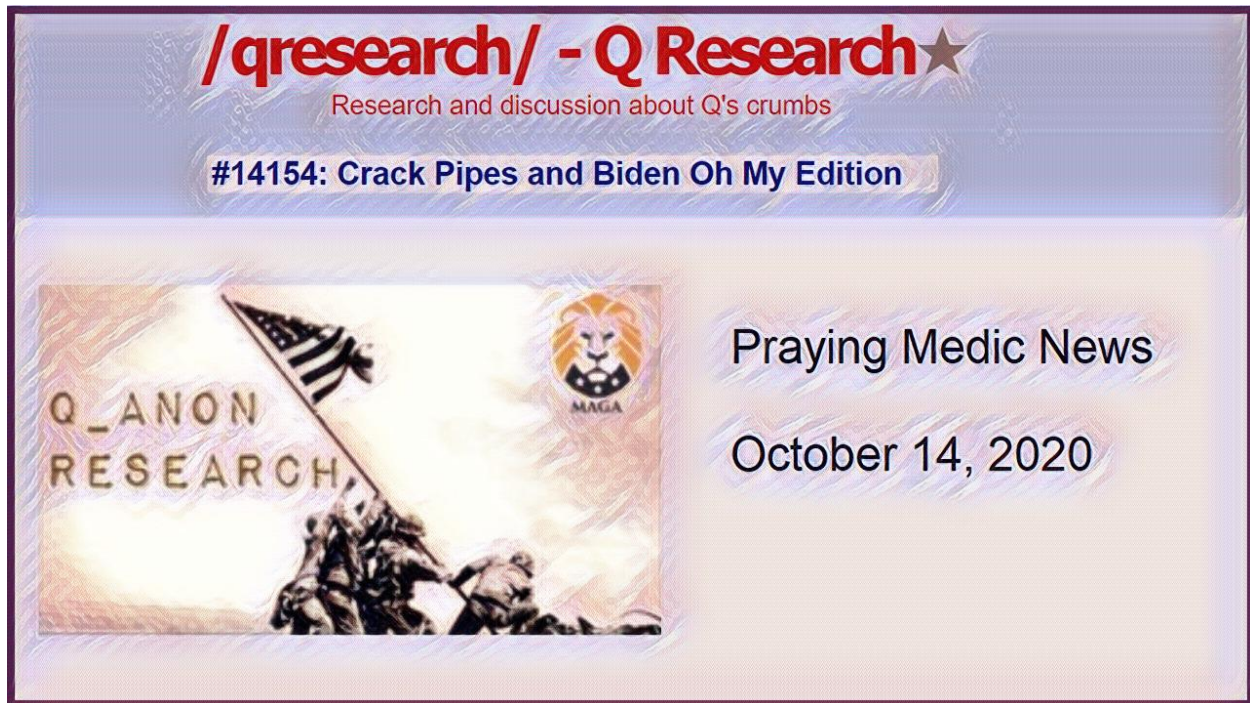 /qresearch/ - Q Research★
Research and discussion about Q's crumbs
#14154: Crack Pipes and Biden Oh My Edition
Q_ANON
RESEARCH
MAGA
Praying Medic News
October 14, 2020